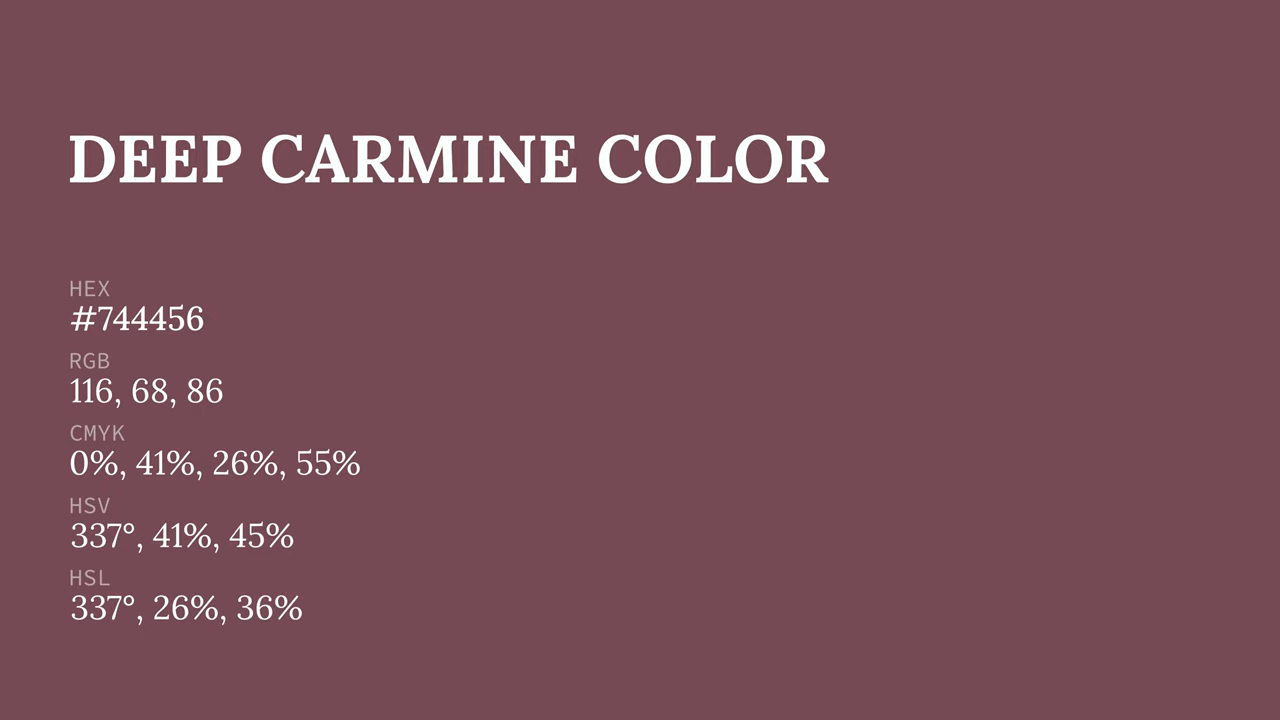 DEEP CARMINE COLOR
HEX
#744456
RGB
116, 68, 86
CMYK
0%, 41%, 26%, 55%
HSV
337°, 41%, 45%
HSL
337°, 26%, 36%